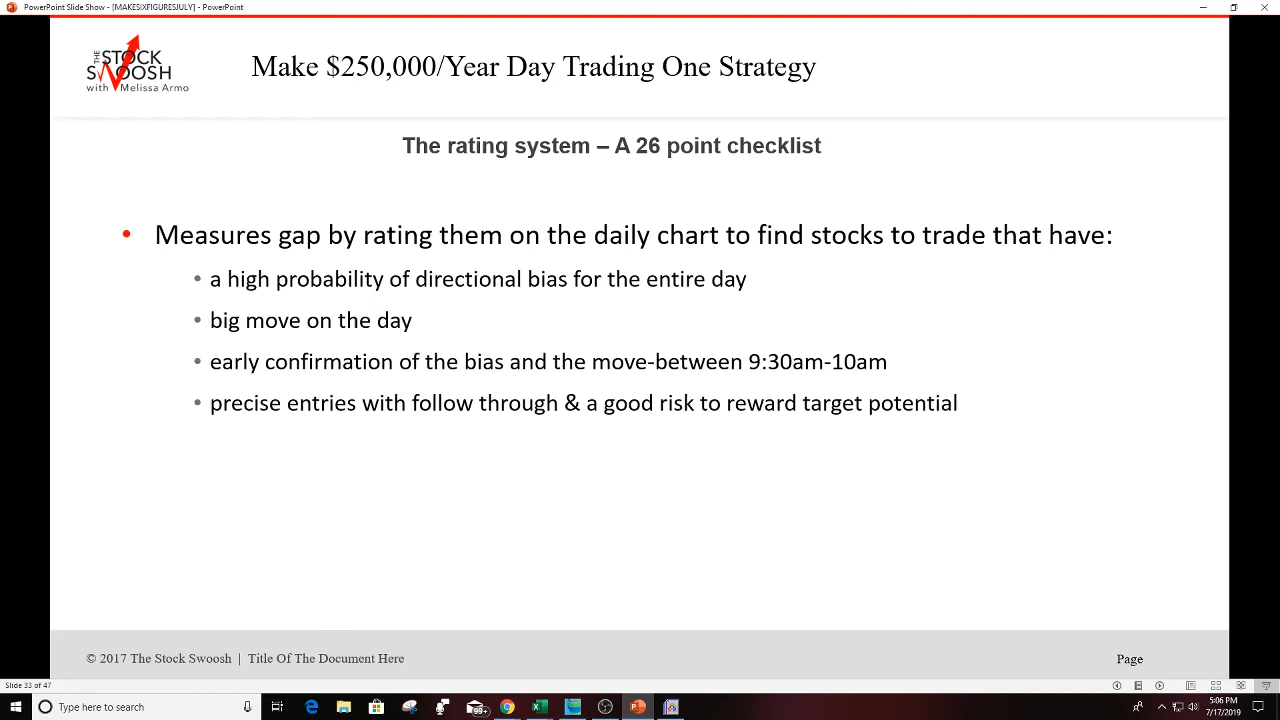 PowerPoint Slide Show - [MAKESIXFIGURESJULY] - PowerPoint
THE
STOCK
SWOOSH
with Melissa Armo
Make $250,000/Year Day Trading One Strategy
The rating system – A 26 point checklist
• Measures gap by rating them on the daily chart to find stocks to trade that have:
• a high probability of directional bias for the entire day
• big move on the day
• early confirmation of the bias and the move-between 9:30am-10am
• precise entries with follow through & a good risk to reward target potential
© 2017 The Stock Swoosh | Title Of The Document Here
Page
Slide 33 of 47
Type here to search
99+
5:06 PM
7/17/2019